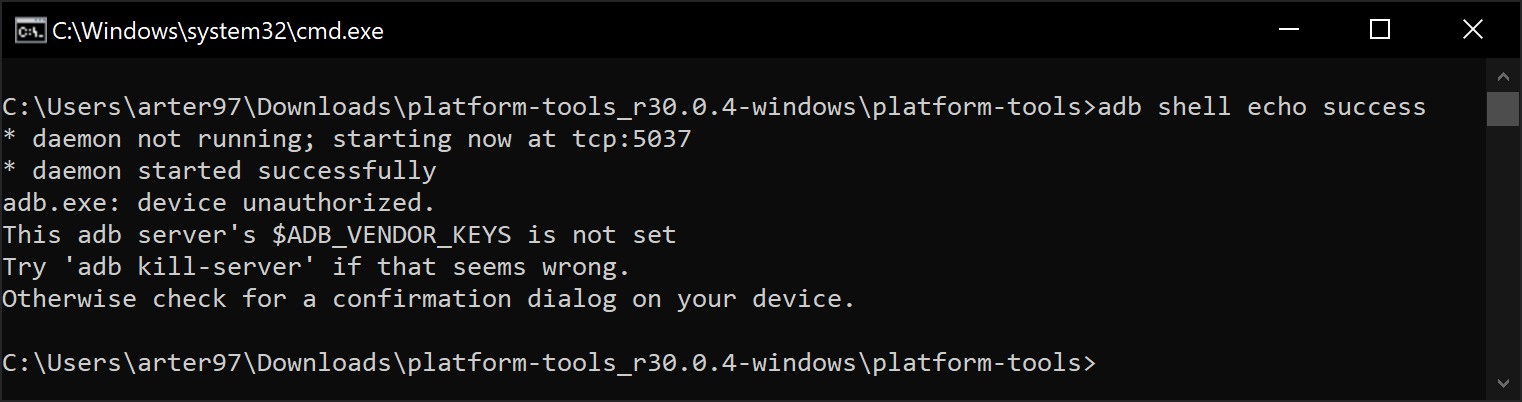 C:\Windows\system32\cmd.exe
C:\Users\arter97\Downloads\platform-tools_r30.0.4-windows\platform-tools>adb shell echo success
* daemon not running; starting now at tcp:5037
* daemon started successfully
adb.exe: device unauthorized.
This adb server's $ADB_VENDOR_KEYS is not set
Try 'adb kill-server' if that seems wrong.
Otherwise check for a confirmation dialog on your device.
C:\Users\arter97\Downloads\platform-tools_r30.0.4-windows\platform-tools>